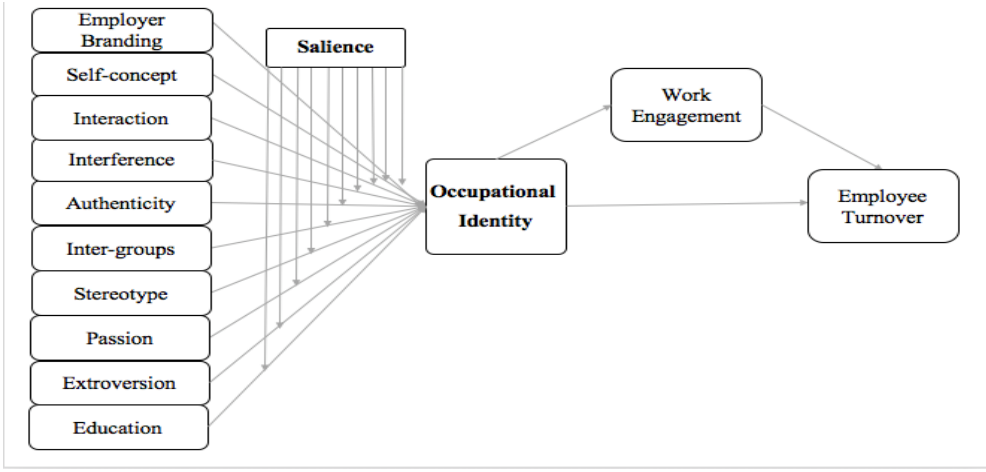 Employer
Branding
Salience
Self-concept
Interaction
Interference
Authenticity
Inter-groups
Stereotype
Passion
Extroversion
Education
Occupational
Identity
Work
Engagement
Employee
Turnover